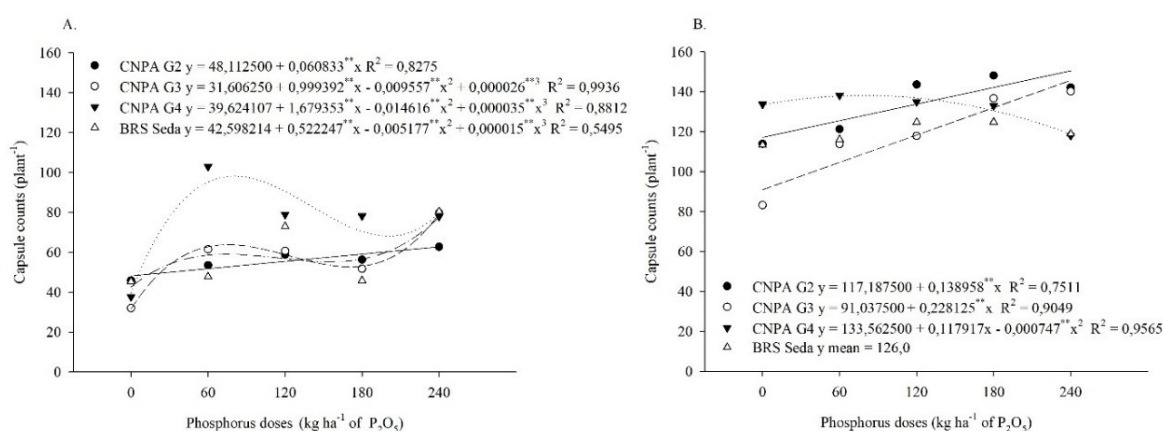 A.
160
140
120
100
80
60
40
20
0
Capsule counts (plant⁻¹)
CNPA G2 y = 48,112500 + 0,060833**x R² = 0,8275
CNPA G3 y = 31,606250 + 0,999392**x - 0,009557**x² + 0,000026**³ R² = 0,9936
CNPA G4 y = 39,624107 + 1,679353**x - 0,014616**x² + 0,000035**x³ R² = 0,8812
BRS Seda y = 42,598214 + 0,522247**x - 0,005177**x² + 0,000015**x³ R² = 0,5495
0 60 120 180 240
Phosphorus doses (kg ha⁻¹ of P₂O₅)
B.
160
140
120
100
80
60
40
20
0
Capsule counts (plant⁻¹)
CNPA G2 y = 117,187500 + 0,138958**x R² = 0,7511
CNPA G3 y = 91,037500 + 0,228125**x R² = 0,9049
CNPA G4 y = 133,562500 + 0,117917x - 0,000747**x² R² = 0,9565
BRS Seda y mean = 126,0
0 60 120 180 240
Phosphorus doses (kg ha⁻¹ of P₂O₅)